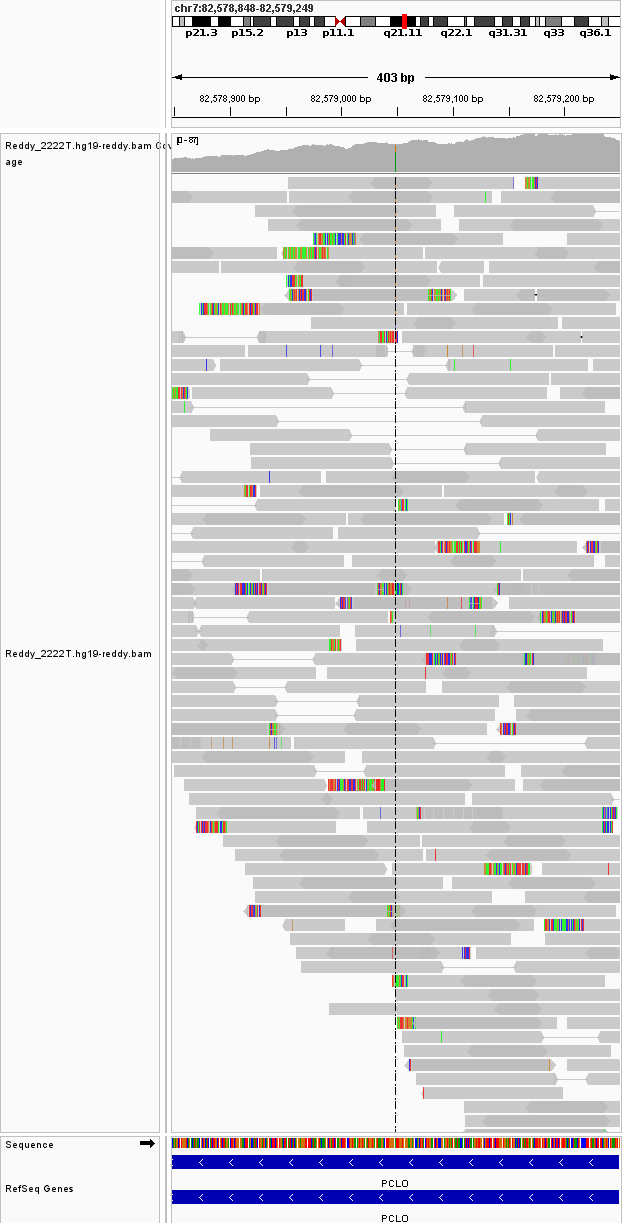 chr7:82,578,848-82,579,249
p21.3 p15.2 p13 p11.1 q21.11 q22.1 q31.31 q33 q36.1
403 bp
82,578,900 bp 82,579,000 bp 82,579,100 bp 82,579,200 bp
Reddy_2222T.hg19-reddy.bam Cov
age
[0 - 87]
Reddy_2222T.hg19-reddy.bam
Sequence
PCLO
RefSeq Genes
PCLO